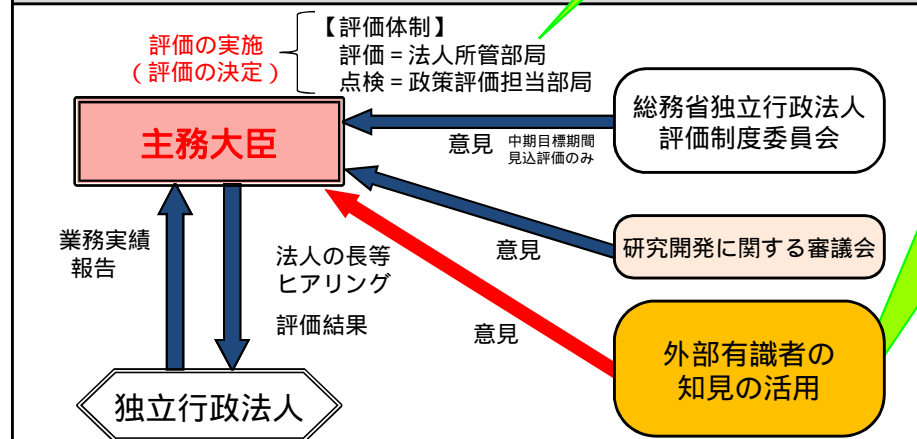 評価の実施
(評価の決定)
【評価体制】
評価=法人所管部局
点検=政策評価担当部局
主務大臣
総務省独立行政法人
評価制度委員会
意見
中期目標期間
見込評価のみ
研究開発に関する審議会
意見
外部有識者の
知見の活用
意見
業務実績
報告
法人の長等
ヒアリング
評価結果
独立行政法人